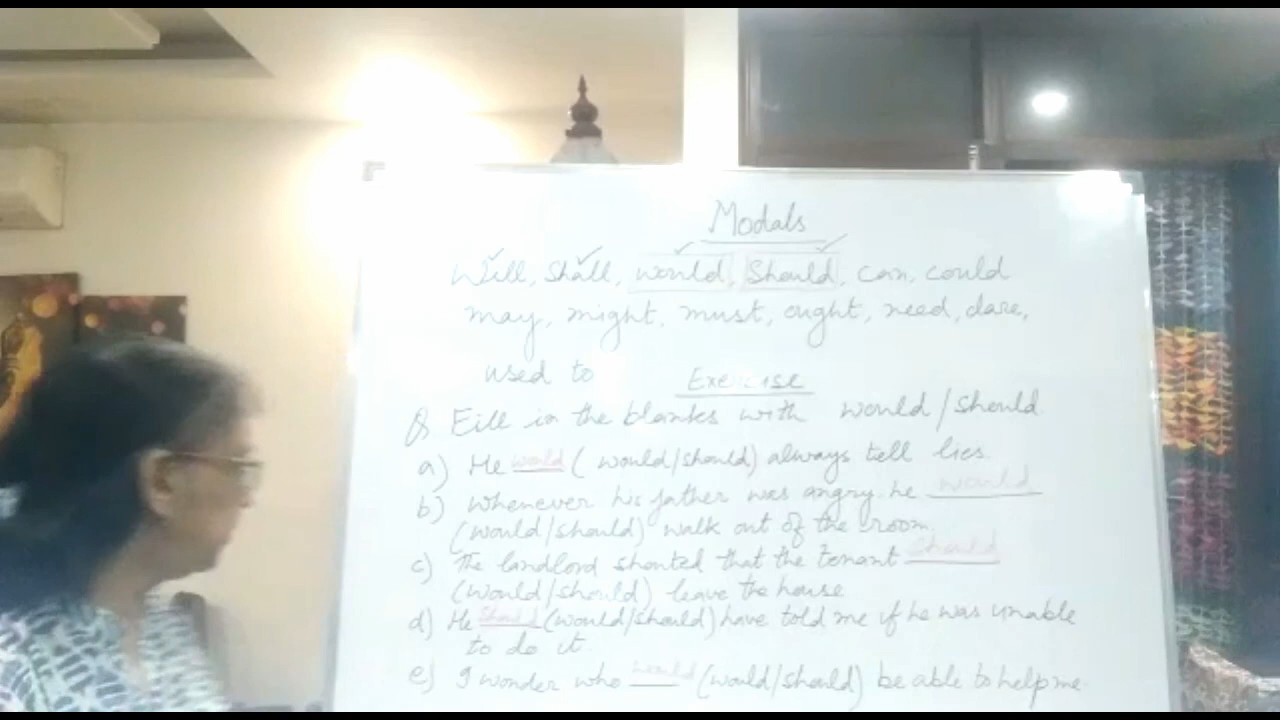 Modals
Will, Shall, would, Should, can, could
may, might, must, ought, need, dare,
used to
Exercise
Q Fill in the blanks with would/should
a) He would (would/should) always tell lies.
b) Whenever his father was angry, he would
(would/should) walk out of the room.
c) The landlord shouted that the tenant should
(would/should) leave the house
d) He should (would/should) have told me if he was unable
to do it.
e) I wonder who would (would/should) be able to help me